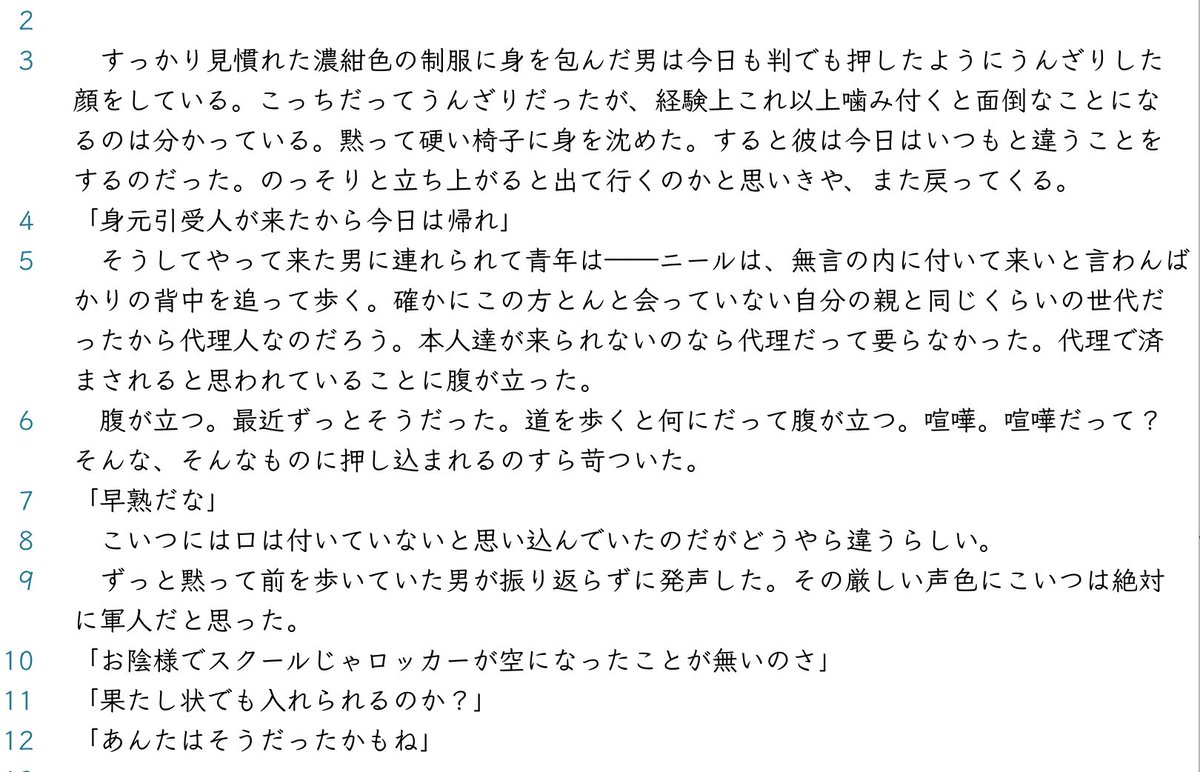 2
3 すっかり見慣れた濃紺色の制服に身を包んだ男は今日も判でも押したようにうんざりした
顔をしている。こっちだってうんざりだったが、経験上これ以上噛み付くと面倒なことにな
るのは分かっている。黙って硬い椅子に身を沈めた。すると彼は今日はいつもと違うことを
するのだった。のっそりと立ち上がると出て行くのかと思いきや、また戻ってくる。
4 「身元引受人が来たから今日は帰れ」
5 そうしてやって来た男に連れられて青年は――ニールは、無言の内に付いて来いと言わんば
かりの背中を追って歩く。確かにこの方とんと会っていない自分の親と同じくらいの世代だ
ったから代理人なのだろう。本人達が来られないのなら代理だって要らなかった。代理で済
まされると思われていることに腹が立った。
6 腹が立つ。最近ずっとそうだった。道を歩くと何にだって腹が立つ。喧嘩。喧嘩だって？
そんな、そんなものに押し込まれるのすら苛ついた。
7 「早熟だな」
8 こいつには口は付いていないと思い込んでいたのだがどうやら違うらしい。
9 ずっと黙って前を歩いていた男が振り返らずに発声した。その厳しい声色にこいつは絶対
に軍人だと思った。
10 「お陰様でスクールじゃロッカーが空になったことが無いのさ」
11 「果たし状でも入れられるのか？」
12 「あんたはそうだったかもね」